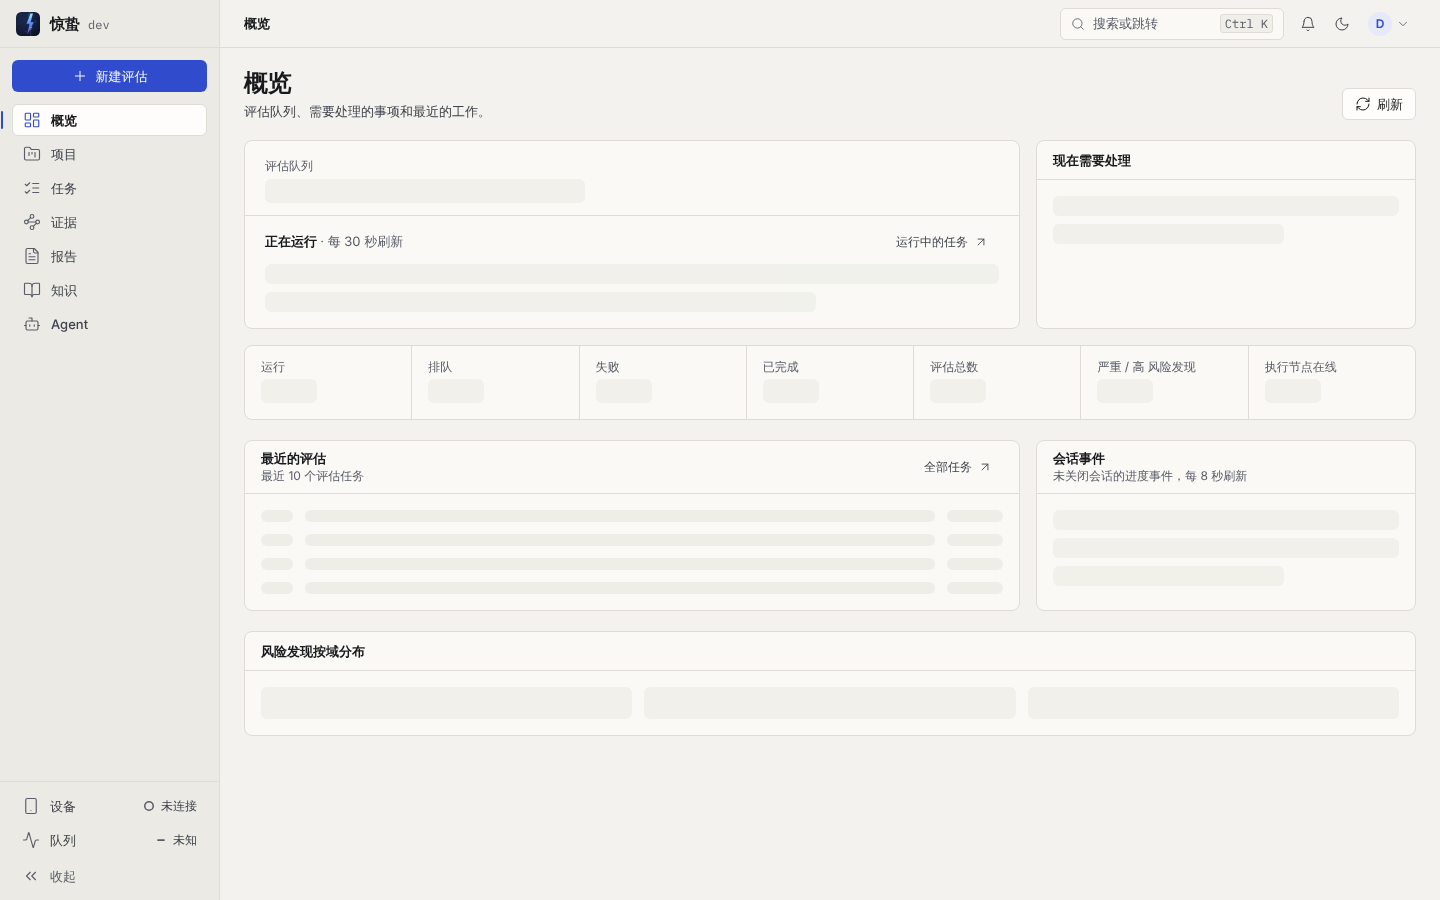 惊蛰 dev
概览
搜索或跳转 Ctrl K
D
新建评估
概览
项目
任务
证据
报告
知识
Agent
设备 未连接
队列 未知
收起
概览
评估队列、需要处理的事项和最近的工作。
刷新
评估队列
正在运行 · 每 30 秒刷新
运行中的任务
现在需要处理
运行
排队
失败
已完成
评估总数
严重 / 高 风险发现
执行节点在线
最近的评估
最近 10 个评估任务
全部任务
会话事件
未关闭会话的进度事件，每 8 秒刷新
风险发现按域分布